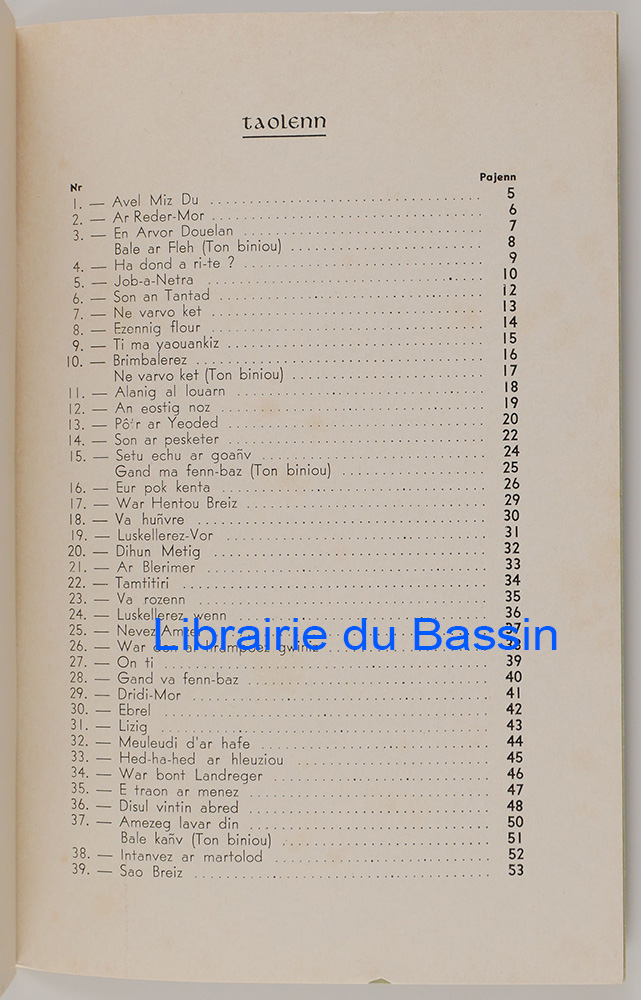 taolenn
Nr Pajenn
1. — Avel Miz Du 5
2. — Ar Reder-Mor 6
3. — En Arvor Douelan 7
Bale ar Fleh (Ton biniou) 8
4. — Ha dond a ri-te ? 9
5. — Job-a-Netra 10
6. — Son an Tantad 12
7. — Ne varvo ket 13
8. — Ezennig flour 14
9. — Ti ma yaouankiz 15
10. — Brimbalerez 16
Ne varvo ket (Ton biniou) 17
11. — Alanig al louarn 18
12. — An eostig noz 19
13. — Pô'r ar Yeoded 20
14. — Son ar pesketer 22
15. — Setu echu ar goañv 24
Gand ma fenn-baz (Ton biniou) 25
16. — Eur pok kenta 26
17. — War Hentou Breiz 29
18. — Va huñvre 30
19. — Luskellerez-Vor 31
20. — Dihun Metig 32
21. — Ar Blerimer 33
22. — Tamtitiri 34
23. — Va rozenn 35
24. — Luskellerez wenn 36
25. — Nevez Amzer 37
26. — War gwiniz 38
Librairie du Bassin
27. — On ti 39
28. — Gand va fenn-baz 40
29. — Dridi-Mor 41
30. — Ebrel 42
31. — Lizig 43
32. — Meuleudi d'ar hafe 44
33. — Hed-ha-hed ar hleuziou 45
34. — War bont Landreger 46
35. — E traon ar menez 47
36. — Disul vintin abred 48
37. — Amezeg lavar din 50
Bale kañv (Ton biniou) 51
38. — Intanvez ar martolod 52
39. — Sao Breiz 53